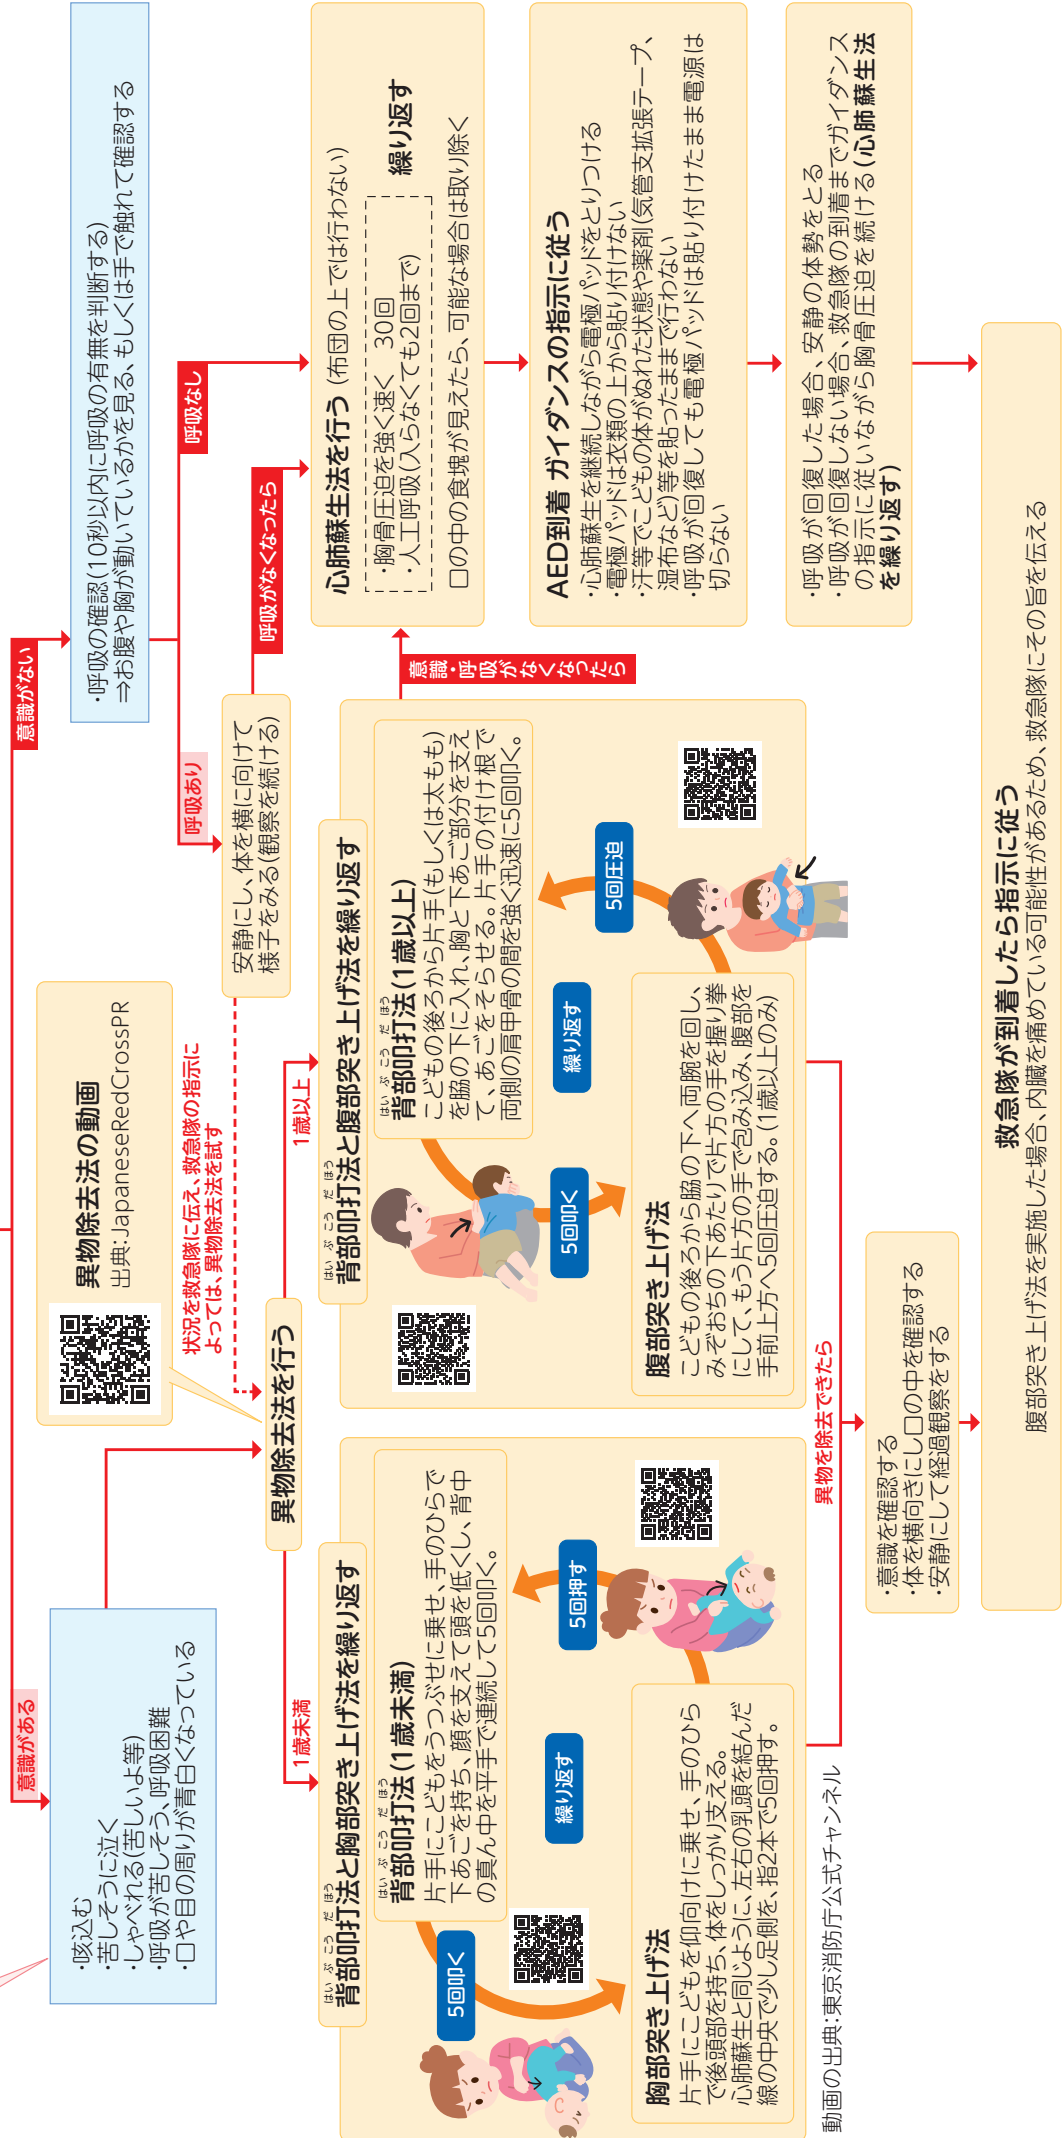 意識がある
・咳込む
・苦しそうに泣く
・しゃべれる(苦しいよ等)
・呼吸が苦しそう、呼吸困難
・口や目の周りが青白くなっている
意識がない
・呼吸の確認(10秒以内に呼吸の有無を判断する)
⇒お腹や胸が動いているかを見る、もしくは手で触れて確認する
呼吸あり
呼吸なし
安静にし、体を横に向けて
様子をみる(観察を続ける)
呼吸がなくなったら
異物除去法の動画
出典:JapaneseRedCrossPR
状況を救急隊に伝え、救急隊の指示に
よっては、異物除去法を試す
異物除去法を行う
1歳未満
1歳以上
はい ぶ こう だ ほう
背部叩打法と胸部突き上げ法を繰り返す
はい ぶ こう だ ほう
背部叩打法(1歳未満)
片手にこどもをうつぶせに乗せ、手のひらで
下あごを持ち、顔を支えて頭を低くし、背中
の真ん中を平手で連続して5回叩く。
5回叩く
繰り返す
5回押す
胸部突き上げ法
片手にこどもを仰向けに乗せ、手のひら
で後頭部を持ち、体をしっかり支える。
心肺蘇生と同じように、左右の乳頭を結んだ
線の中央で少し足側を、指2本で5回押す。
動画の出典:東京消防庁公式チャンネル
はい ぶ こう だ ほう
背部叩打法と腹部突き上げ法を繰り返す
はい ぶ こう だ ほう
背部叩打法(1歳以上)
こどもの後ろから片手(もしくは太もも)
を脇の下に入れ、胸と下あご部分を支え
て、あごをそらせる。片手の付け根で
両側の肩甲骨の間を強く迅速に5回叩く。
5回叩く
繰り返す
5回圧迫
腹部突き上げ法
こどもの後ろから脇の下へ両腕を回し、
みぞおちの下あたりで片方の手を握り拳
にして、もう片方の手で包み込み、腹部を
手前上方へ5回圧迫する。(1歳以上のみ)
意識・呼吸がなくなったら
心肺蘇生法を行う (布団の上では行わない)
・胸骨圧迫を強く速く 30回
・人工呼吸(入らなくても2回まで)
繰り返す
口の中の食塊が見えたら、可能な場合は取り除く
AED到着 ガイダンスの指示に従う
・心肺蘇生を継続しながら電極パッドをとりつける
・電極パッドは衣類の上から貼り付けない
・汗等でこどもの体がぬれた状態や薬剤(気管支拡張テープ、
湿布など)等を貼ったままで行わない
・呼吸が回復しても電極パッドは貼り付けたまま電源は
切らない
・呼吸が回復した場合、安静の体勢をとる
・呼吸が回復しない場合、救急隊の到着までガイダンス
の指示に従いながら胸骨圧迫を続ける(心肺蘇生法
を繰り返す)
異物を除去できたら
・意識を確認する
・体を横向きにし口の中を確認する
・安静にして経過観察をする
救急隊が到着したら指示に従う
腹部突き上げ法を実施した場合、内臓を痛めている可能性があるため、救急隊にその旨を伝える